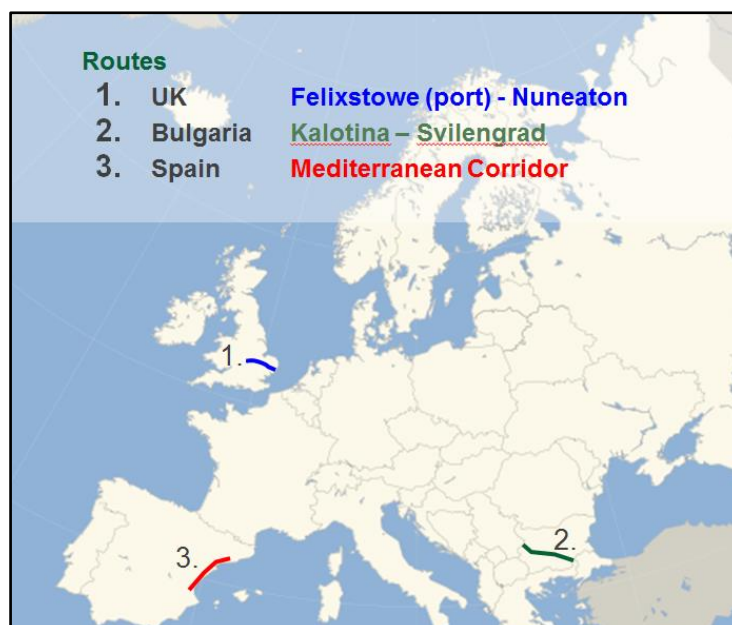 Routes
1. UK Felixstowe (port) - Nuneaton
2. Bulgaria Kalotina – Svilengrad
3. Spain Mediterranean Corridor
1.
2.
3.